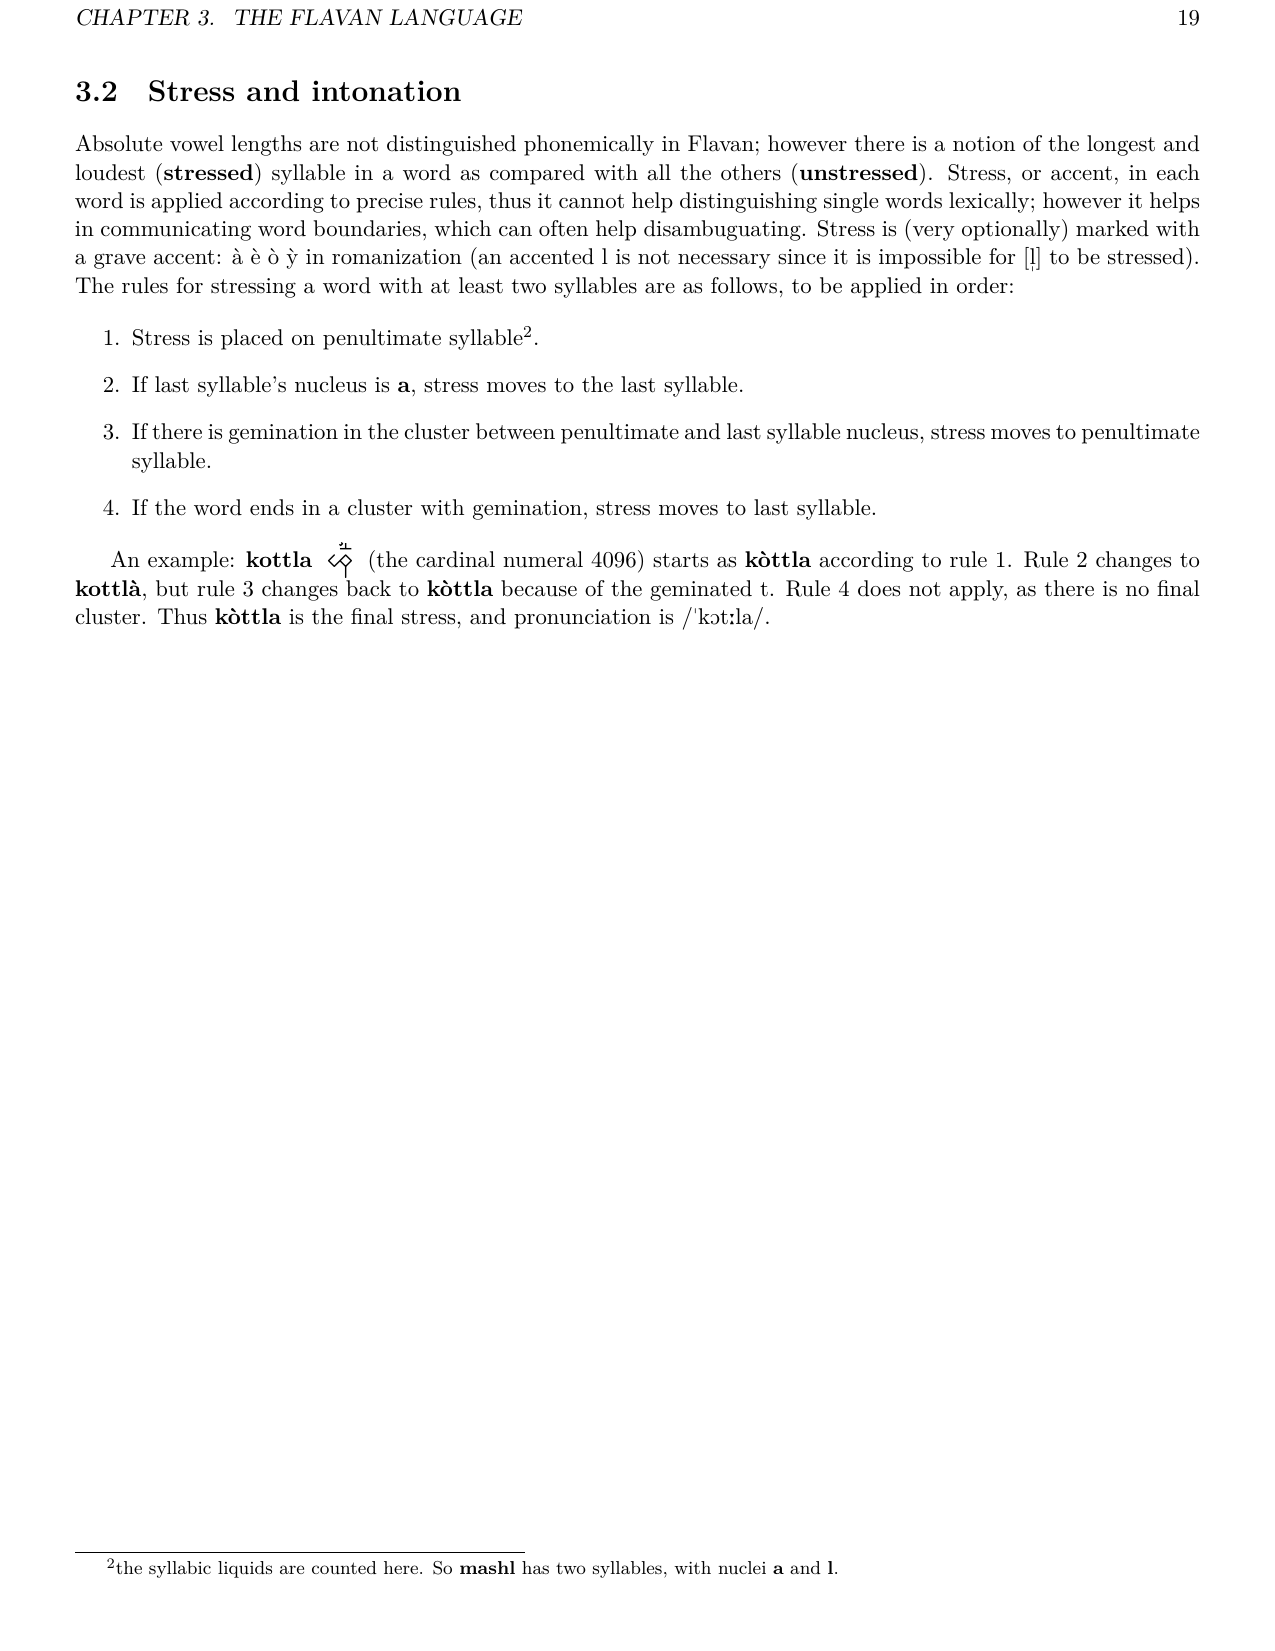 CHAPTER 3. THE FLAVAN LANGUAGE 19
3.2 Stress and intonation
Absolute vowel lengths are not distinguished phonemically in Flavan; however there is a notion of the longest and
loudest (stressed) syllable in a word as compared with all the others (unstressed). Stress, or accent, in each
word is applied according to precise rules, thus it cannot help distinguishing single words lexically; however it helps
in communicating word boundaries, which can often help disambuguating. Stress is (very optionally) marked with
a grave accent: à è ò ỳ in romanization (an accented l is not necessary since it is impossible for [l̩] to be stressed).
The rules for stressing a word with at least two syllables are as follows, to be applied in order:
1. Stress is placed on penultimate syllable².
2. If last syllable's nucleus is a, stress moves to the last syllable.
3. If there is gemination in the cluster between penultimate and last syllable nucleus, stress moves to penultimate
syllable.
4. If the word ends in a cluster with gemination, stress moves to last syllable.
An example: kottla (the cardinal numeral 4096) starts as kòttla according to rule 1. Rule 2 changes to
kottlà, but rule 3 changes back to kòttla because of the geminated t. Rule 4 does not apply, as there is no final
cluster. Thus kòttla is the final stress, and pronunciation is /ˈkɔtːla/.
²the syllabic liquids are counted here. So mashl has two syllables, with nuclei a and l.